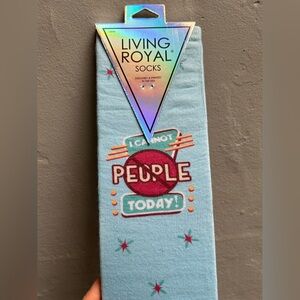 LIVING
ROYAL
SOCKS
I CANNOT
PEOPLE
TODAY!